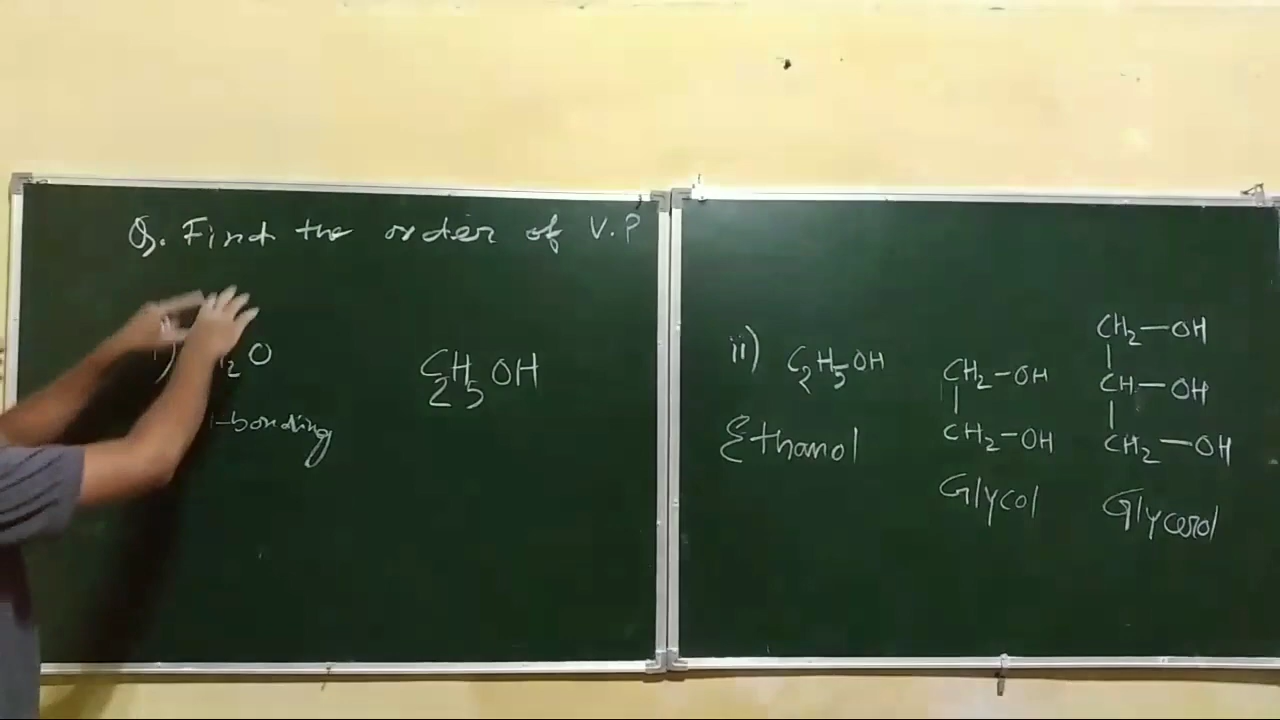 Q. Find the order of V.P
i) H₂O
C₂H₅OH
H-bonding
ii) C₂H₅OH
Ethanol
CH₂—OH
|
CH₂—OH
Glycol
CH₂—OH
|
CH—OH
|
CH₂—OH
Glycerol